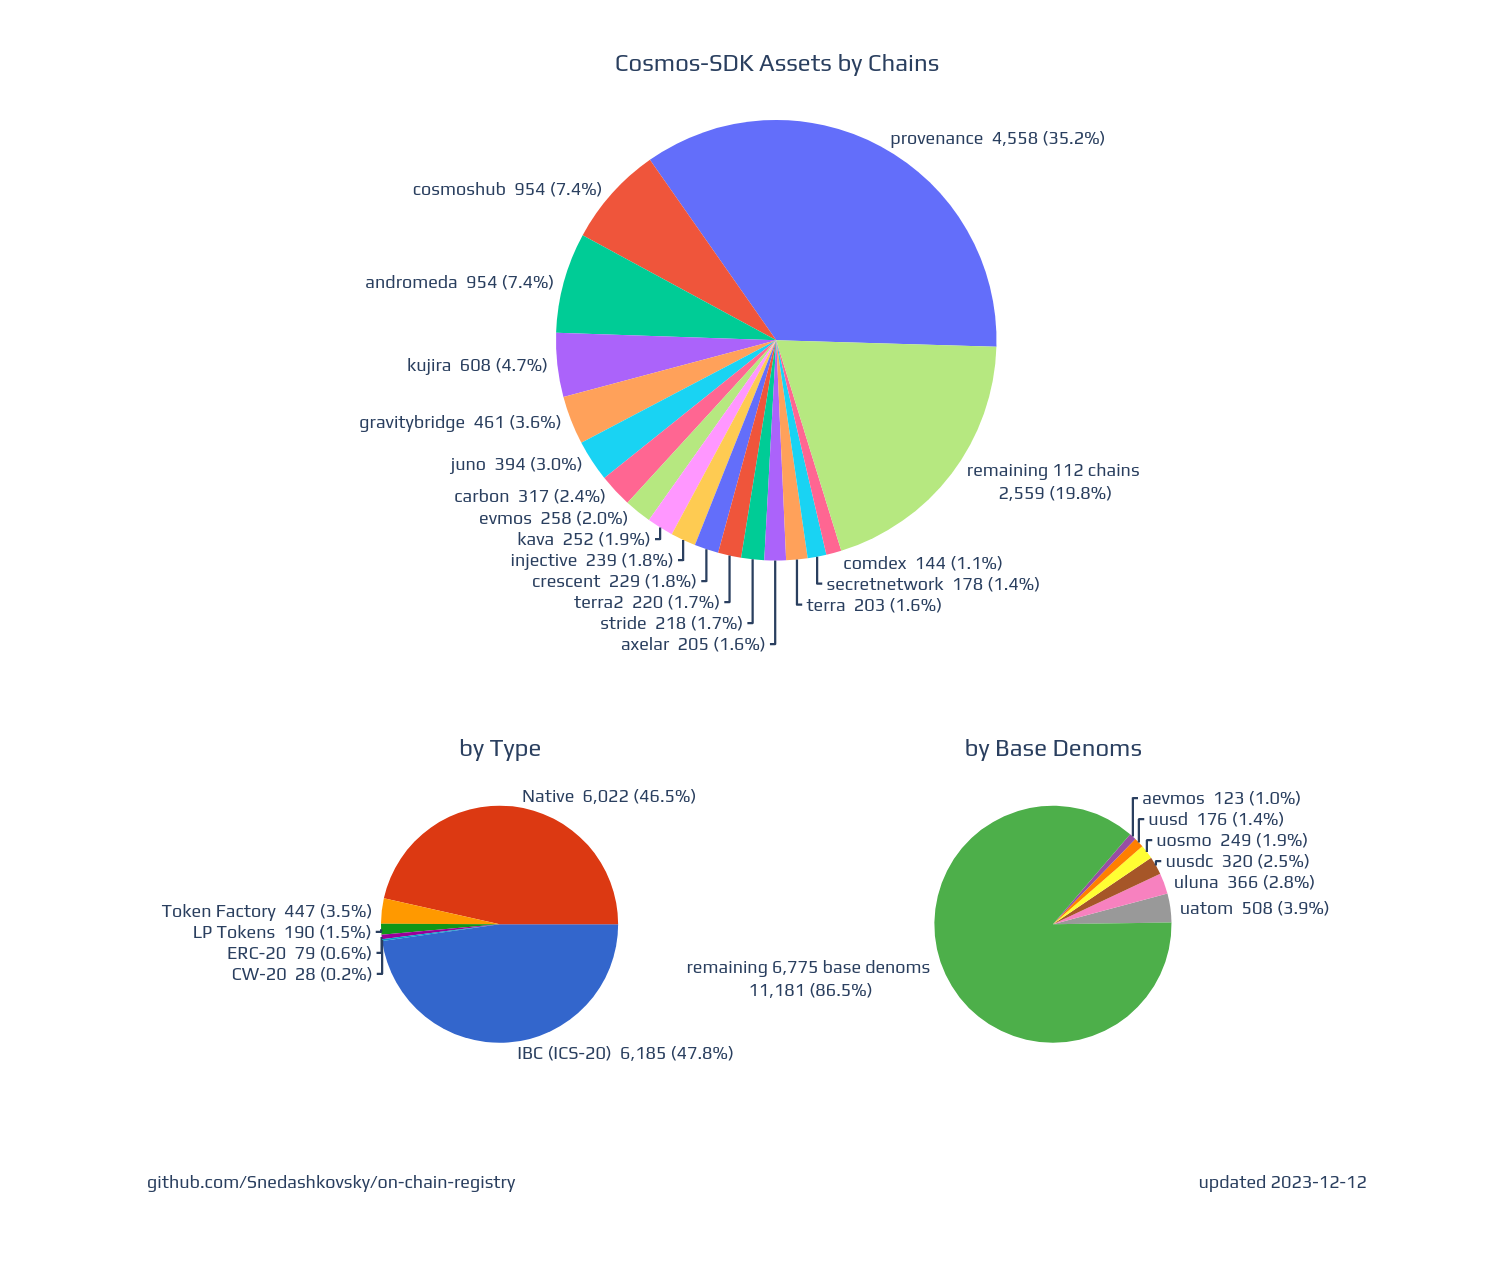 Cosmos-SDK Assets by Chains
provenance 4,558 (35.2%)
cosmoshub 954 (7.4%)
andromeda 954 (7.4%)
kujira 608 (4.7%)
gravitybridge 461 (3.6%)
juno 394 (3.0%)
remaining 112 chains
2,559 (19.8%)
carbon 317 (2.4%)
evmos 258 (2.0%)
kava 252 (1.9%)
injective 239 (1.8%)
crescent 229 (1.8%)
terra2 220 (1.7%)
stride 218 (1.7%)
axelar 205 (1.6%)
comdex 144 (1.1%)
secretnetwork 178 (1.4%)
terra 203 (1.6%)
by Type
Native 6,022 (46.5%)
Token Factory 447 (3.5%)
LP Tokens 190 (1.5%)
ERC-20 79 (0.6%)
CW-20 28 (0.2%)
IBC (ICS-20) 6,185 (47.8%)
by Base Denoms
aevmos 123 (1.0%)
uusd 176 (1.4%)
uosmo 249 (1.9%)
uusdc 320 (2.5%)
uluna 366 (2.8%)
uatom 508 (3.9%)
remaining 6,775 base denoms
11,181 (86.5%)
github.com/Snedashkovsky/on-chain-registry
updated 2023-12-12